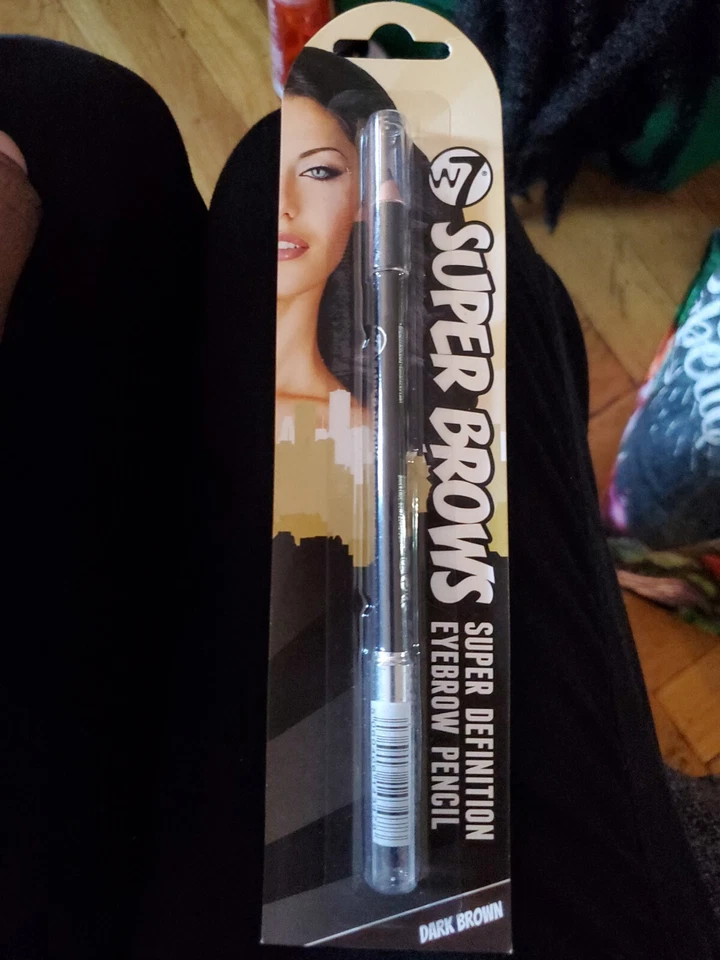 W7
SUPER BROWS
SUPER DEFINITION
EYEBROW PENCIL
DARK BROWN